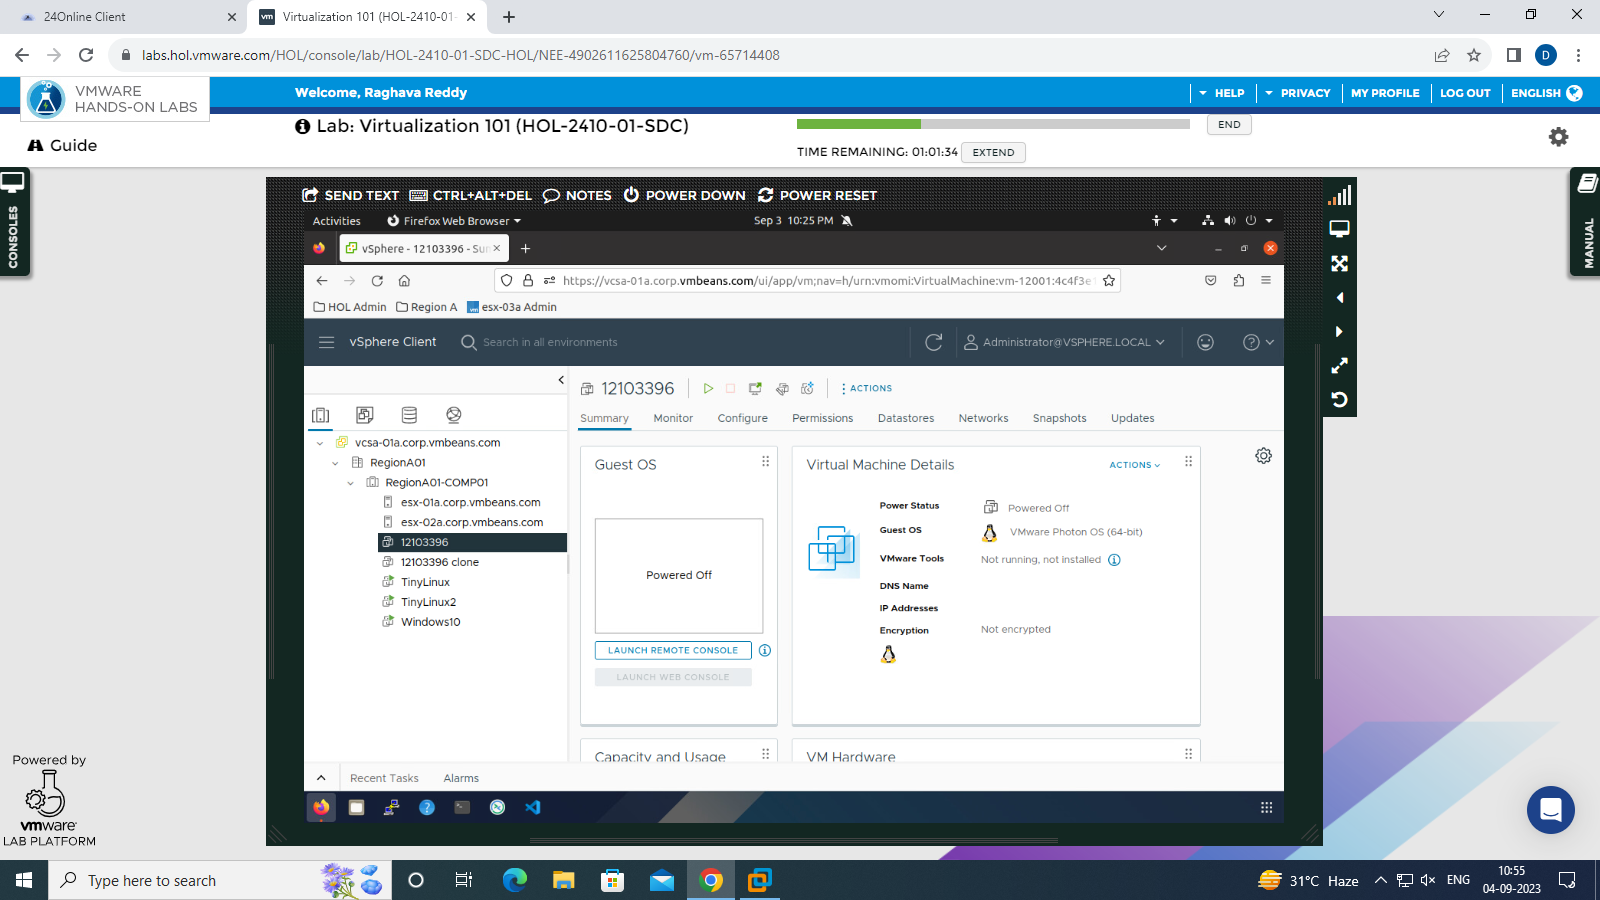 24Online Client
Virtualization 101 (HOL-2410-01-
labs.hol.vmware.com/HOL/console/lab/HOL-2410-01-SDC-HOL/NEE-4902611625804760/vm-65714408
D
VMWARE
HANDS-ON LABS
Welcome, Raghava Reddy
HELP
PRIVACY
MY PROFILE
LOG OUT
ENGLISH
Lab: Virtualization 101 (HOL-2410-01-SDC)
END
Guide
TIME REMAINING: 01:01:34
EXTEND
CONSOLES
MANUAL
SEND TEXT
CTRL+ALT+DEL
NOTES
POWER DOWN
POWER RESET
Activities
Firefox Web Browser
Sep 3 10:25 PM
vSphere - 12103396 - Sum
https://vcsa-01a.corp.vmbeans.com/ui/app/vm;nav=h/urn:vmomi:VirtualMachine:vm-12001:4c4f3e1
HOL Admin
Region A
esx-03a Admin
vSphere Client
Search in all environments
Administrator@VSPHERE.LOCAL
12103396
ACTIONS
Summary
Monitor
Configure
Permissions
Datastores
Networks
Snapshots
Updates
vcsa-01a.corp.vmbeans.com
RegionA01
RegionA01-COMP01
esx-01a.corp.vmbeans.com
esx-02a.corp.vmbeans.com
12103396
12103396 clone
TinyLinux
TinyLinux2
Windows10
Guest OS
Powered Off
LAUNCH REMOTE CONSOLE
LAUNCH WEB CONSOLE
Virtual Machine Details
ACTIONS
Power Status
Powered Off
Guest OS
VMware Photon OS (64-bit)
VMware Tools
Not running, not installed
DNS Name
IP Addresses
Encryption
Not encrypted
Capacity and Usage
VM Hardware
Recent Tasks
Alarms
Powered by
vmware
LAB PLATFORM
Type here to search
31°C Haze
ENG
10:55
04-09-2023